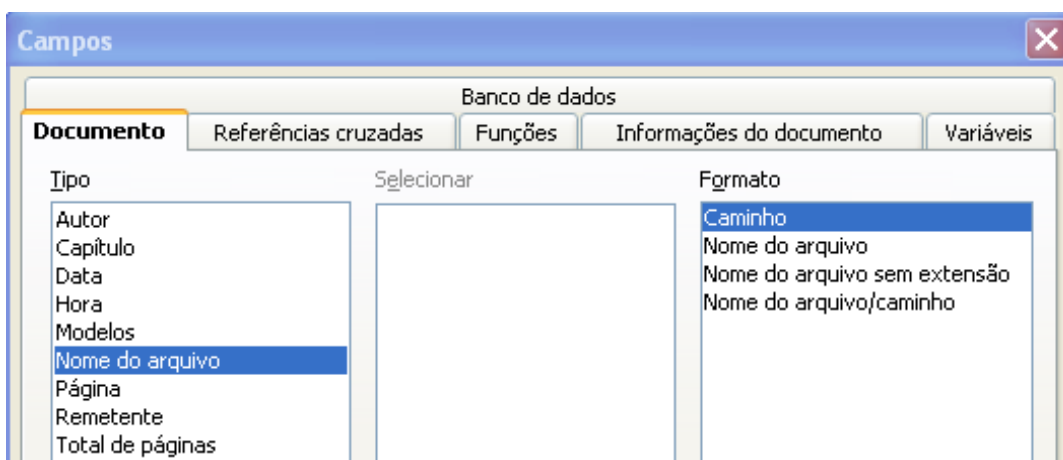 Campos
Banco de dados
Documento Referências cruzadas Funções Informações do documento Variáveis
Tipo Selecionar Formato
Autor
Capítulo
Data
Hora
Modelos
Nome do arquivo
Página
Remetente
Total de páginas
Caminho
Nome do arquivo
Nome do arquivo sem extensão
Nome do arquivo/caminho